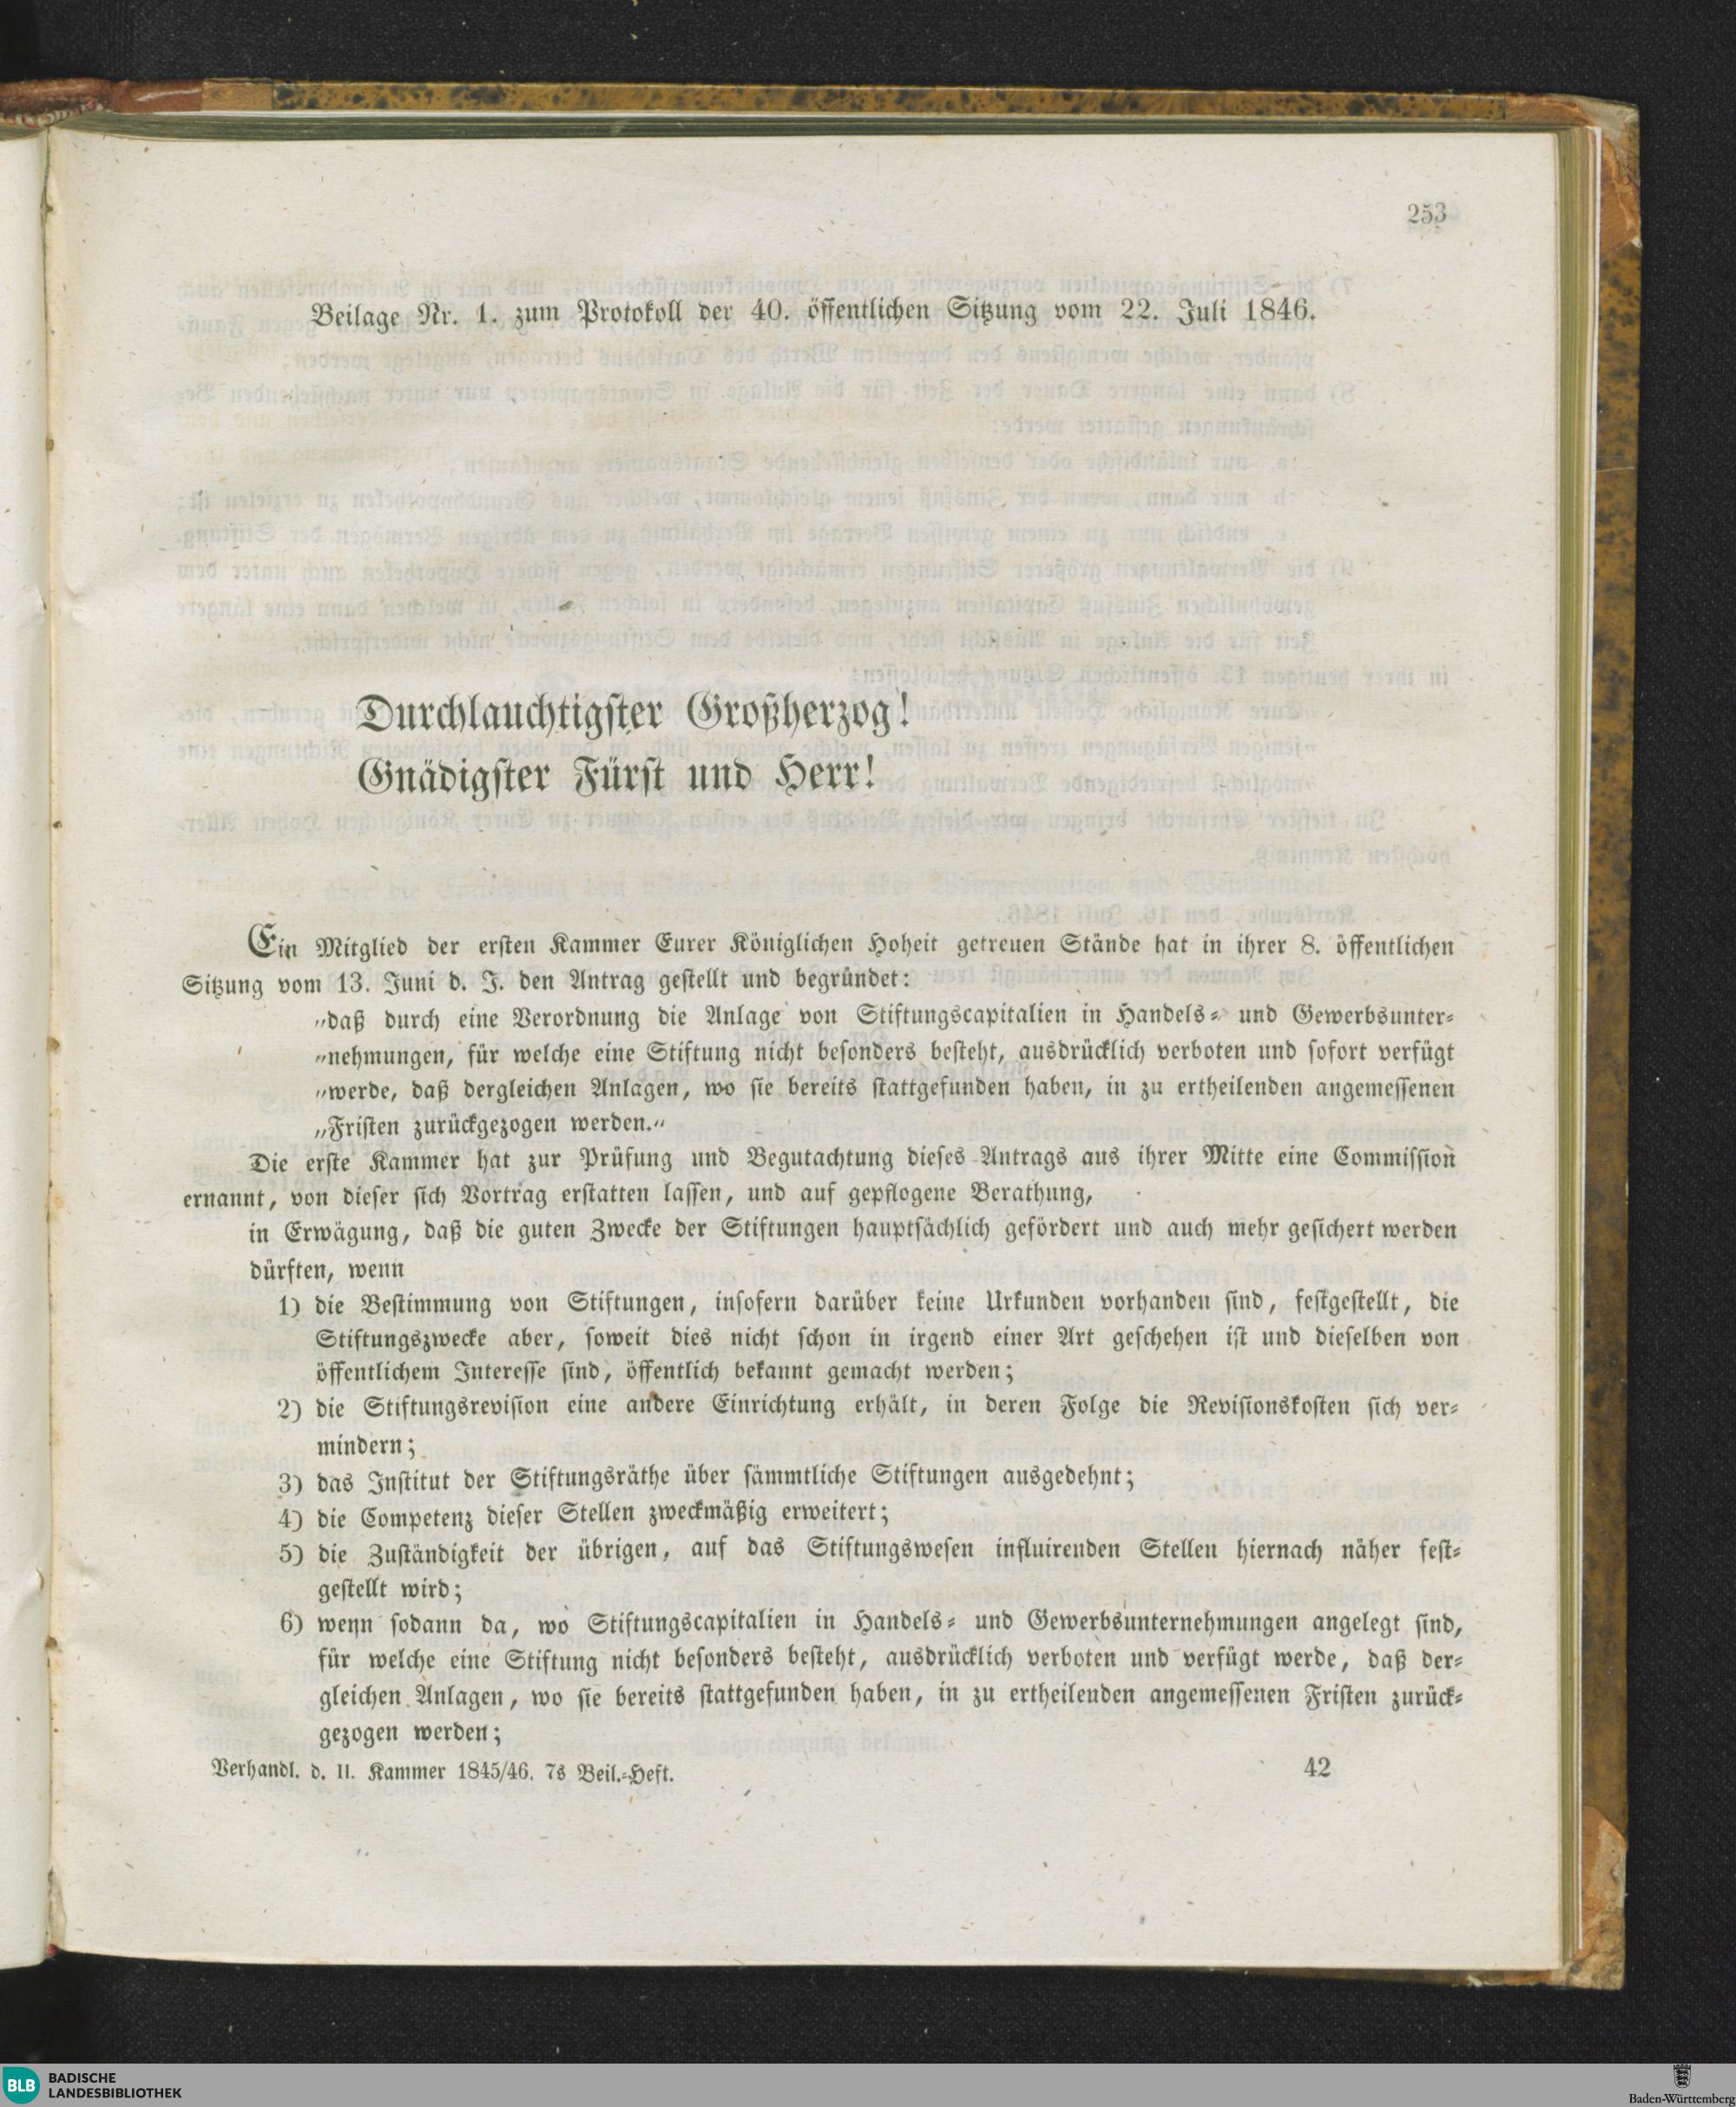 253
Beilage Nr. 1. zum Protokoll der 40. öffentlichen Sitzung vom 22. Juli 1846.
Durchlauchtigster Großherzog!
Gnädigster Fürst und Herr!
Ein Mitglied der ersten Kammer Eurer Königlichen Hoheit getreuen Stände hat in ihrer 8. öffentlichen
Sitzung vom 13. Juni d. J. den Antrag gestellt und begründet:
„daß durch eine Verordnung die Anlage von Stiftungscapitalien in Handels- und Gewerbsunter-
„nehmungen, für welche eine Stiftung nicht besonders besteht, ausdrücklich verboten und sofort verfügt
„werde, daß dergleichen Anlagen, wo sie bereits stattgefunden haben, in zu ertheilenden angemessenen
„Fristen zurückgezogen werden.“
Die erste Kammer hat zur Prüfung und Begutachtung dieses Antrags aus ihrer Mitte eine Commission
ernannt, von dieser sich Vortrag erstatten lassen, und auf gepflogene Berathung,
in Erwägung, daß die guten Zwecke der Stiftungen hauptsächlich gefördert und auch mehr gesichert werden
dürften, wenn
1) die Bestimmung von Stiftungen, insofern darüber keine Urkunden vorhanden sind, festgestellt, die
Stiftungszwecke aber, soweit dies nicht schon in irgend einer Art geschehen ist und dieselben von
öffentlichem Interesse sind, öffentlich bekannt gemacht werden;
2) die Stiftungsrevision eine andere Einrichtung erhält, in deren Folge die Revisionskosten sich ver-
mindern;
3) das Institut der Stiftungsräthe über sämmtliche Stiftungen ausgedehnt;
4) die Competenz dieser Stellen zweckmäßig erweitert;
5) die Zuständigkeit der übrigen, auf das Stiftungswesen influirenden Stellen hiernach näher fest-
gestellt wird;
6) wenn sodann da, wo Stiftungscapitalien in Handels- und Gewerbsunternehmungen angelegt sind,
für welche eine Stiftung nicht besonders besteht, ausdrücklich verboten und verfügt werde, daß der-
gleichen Anlagen, wo sie bereits stattgefunden haben, in zu ertheilenden angemessenen Fristen zurück-
gezogen werden;
Verhandl. d. II. Kammer 1845/46. 7s Beil.-Heft. 42
BLB BADISCHE
LANDESBIBLIOTHEK
Baden-Württemberg